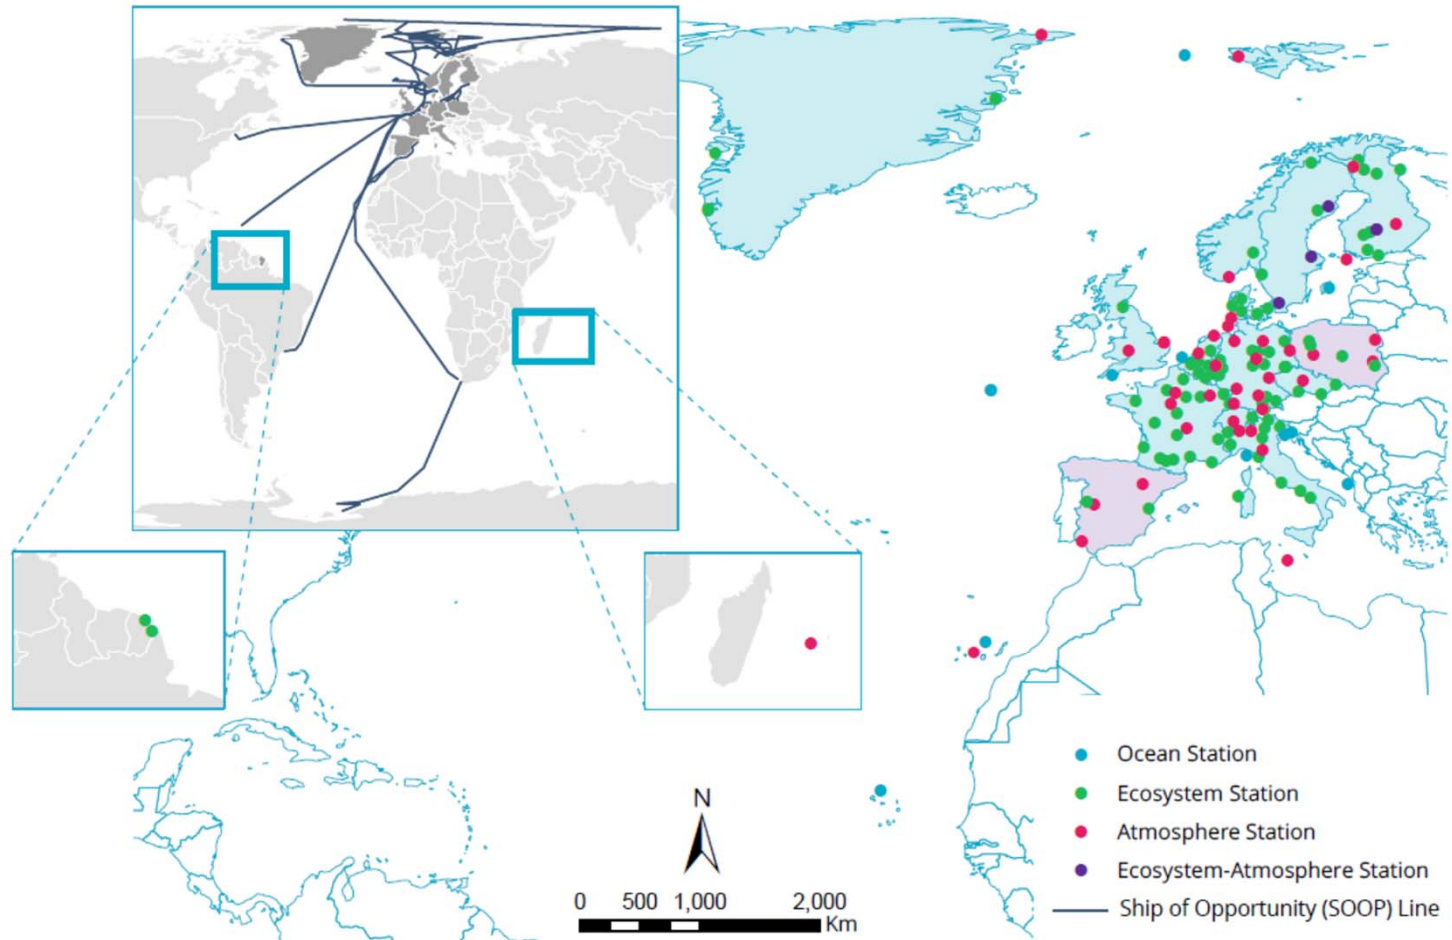 Ocean Station
Ecosystem Station
Atmosphere Station
Ecosystem-Atmosphere Station
Ship of Opportunity (SOOP) Line
N
0 500 1,000 2,000
Km